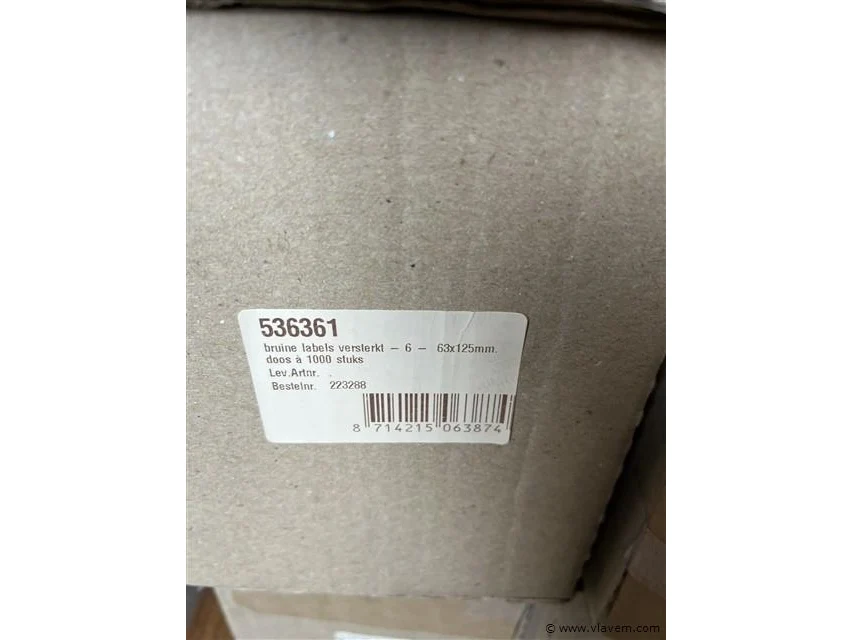 536361
bruine labels versterkt – 6 – 63x125mm.
doos à 1000 stuks
Lev.Artnr. .
Bestelnr. 223288
8 714215 063874
© www.vlavem.com